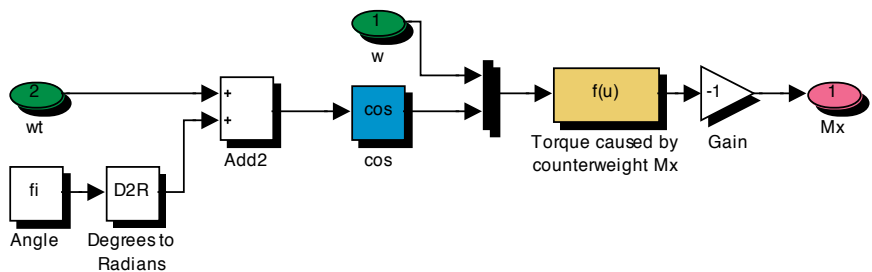 1
w
2
wt
+
+
Add2
cos
cos
f(u)
Torque caused by
counterweight Mx
-1
Gain
1
Mx
fi
Angle
D2R
Degrees to
Radians